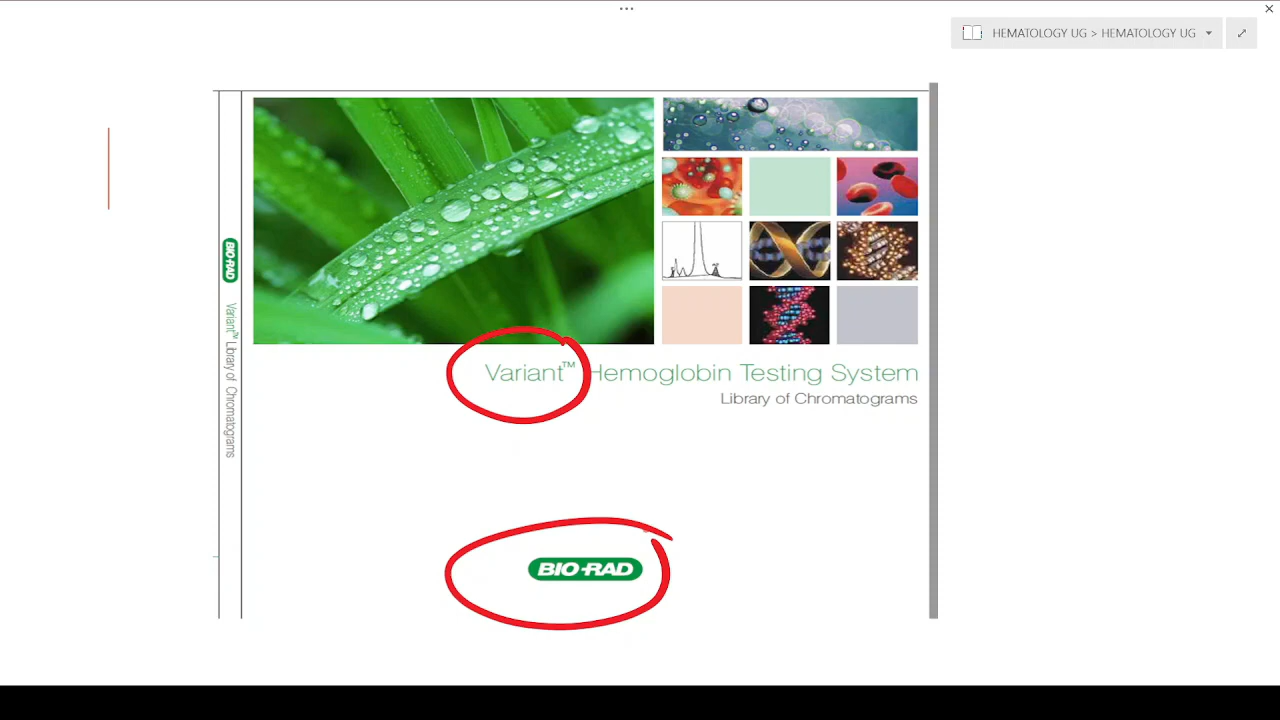 HEMATOLOGY UG > HEMATOLOGY UG
BIO-RAD
Variant™ Library of Chromatograms
Variant™ Hemoglobin Testing System
Library of Chromatograms
BIO-RAD